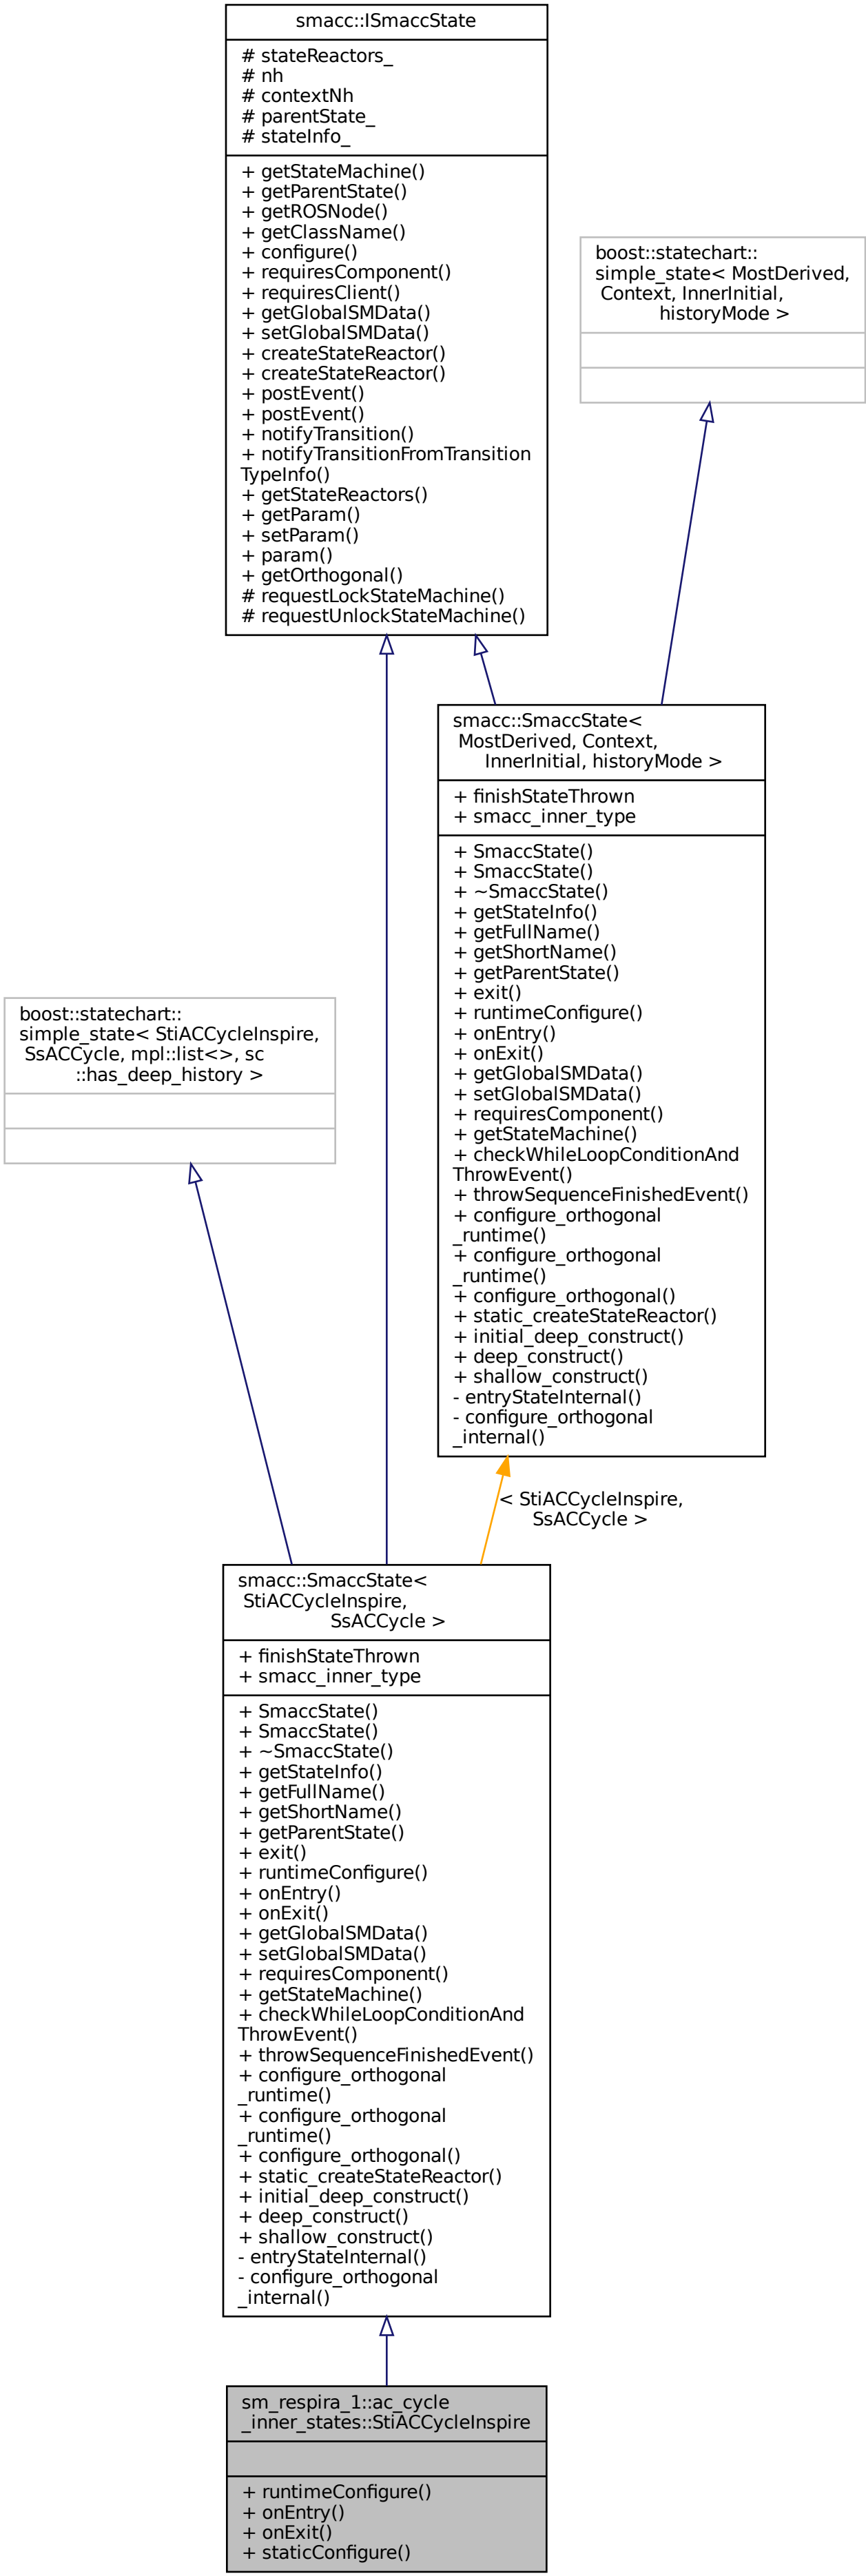 smacc::ISmaccState
# stateReactors_
# nh
# contextNh
# parentState_
# stateInfo_
+ getStateMachine()
+ getParentState()
+ getROSNode()
+ getClassName()
+ configure()
+ requiresComponent()
+ requiresClient()
+ getGlobalSMData()
+ setGlobalSMData()
+ createStateReactor()
+ createStateReactor()
+ postEvent()
+ postEvent()
+ notifyTransition()
+ notifyTransitionFromTransition
TypeInfo()
+ getStateReactors()
+ getParam()
+ setParam()
+ param()
+ getOrthogonal()
# requestLockStateMachine()
# requestUnlockStateMachine()
boost::statechart::
simple_state< MostDerived,
Context, InnerInitial,
historyMode >
smacc::SmaccState<
MostDerived, Context,
InnerInitial, historyMode >
+ finishStateThrown
+ smacc_inner_type
+ SmaccState()
+ SmaccState()
+ ~SmaccState()
+ getStateInfo()
+ getFullName()
+ getShortName()
+ getParentState()
+ exit()
+ runtimeConfigure()
+ onEntry()
+ onExit()
+ getGlobalSMData()
+ setGlobalSMData()
+ requiresComponent()
+ getStateMachine()
+ checkWhileLoopConditionAnd
ThrowEvent()
+ throwSequenceFinishedEvent()
+ configure_orthogonal
_runtime()
+ configure_orthogonal
_runtime()
+ configure_orthogonal()
+ static_createStateReactor()
+ initial_deep_construct()
+ deep_construct()
+ shallow_construct()
- entryStateInternal()
- configure_orthogonal
_internal()
boost::statechart::
simple_state< StiACCycleInspire,
SsACCycle, mpl::list<>, sc
::has_deep_history >
< StiACCycleInspire,
SsACCycle >
smacc::SmaccState<
StiACCycleInspire,
SsACCycle >
+ finishStateThrown
+ smacc_inner_type
+ SmaccState()
+ SmaccState()
+ ~SmaccState()
+ getStateInfo()
+ getFullName()
+ getShortName()
+ getParentState()
+ exit()
+ runtimeConfigure()
+ onEntry()
+ onExit()
+ getGlobalSMData()
+ setGlobalSMData()
+ requiresComponent()
+ getStateMachine()
+ checkWhileLoopConditionAnd
ThrowEvent()
+ throwSequenceFinishedEvent()
+ configure_orthogonal
_runtime()
+ configure_orthogonal
_runtime()
+ configure_orthogonal()
+ static_createStateReactor()
+ initial_deep_construct()
+ deep_construct()
+ shallow_construct()
- entryStateInternal()
- configure_orthogonal
_internal()
sm_respira_1::ac_cycle
_inner_states::StiACCycleInspire
+ runtimeConfigure()
+ onEntry()
+ onExit()
+ staticConfigure()